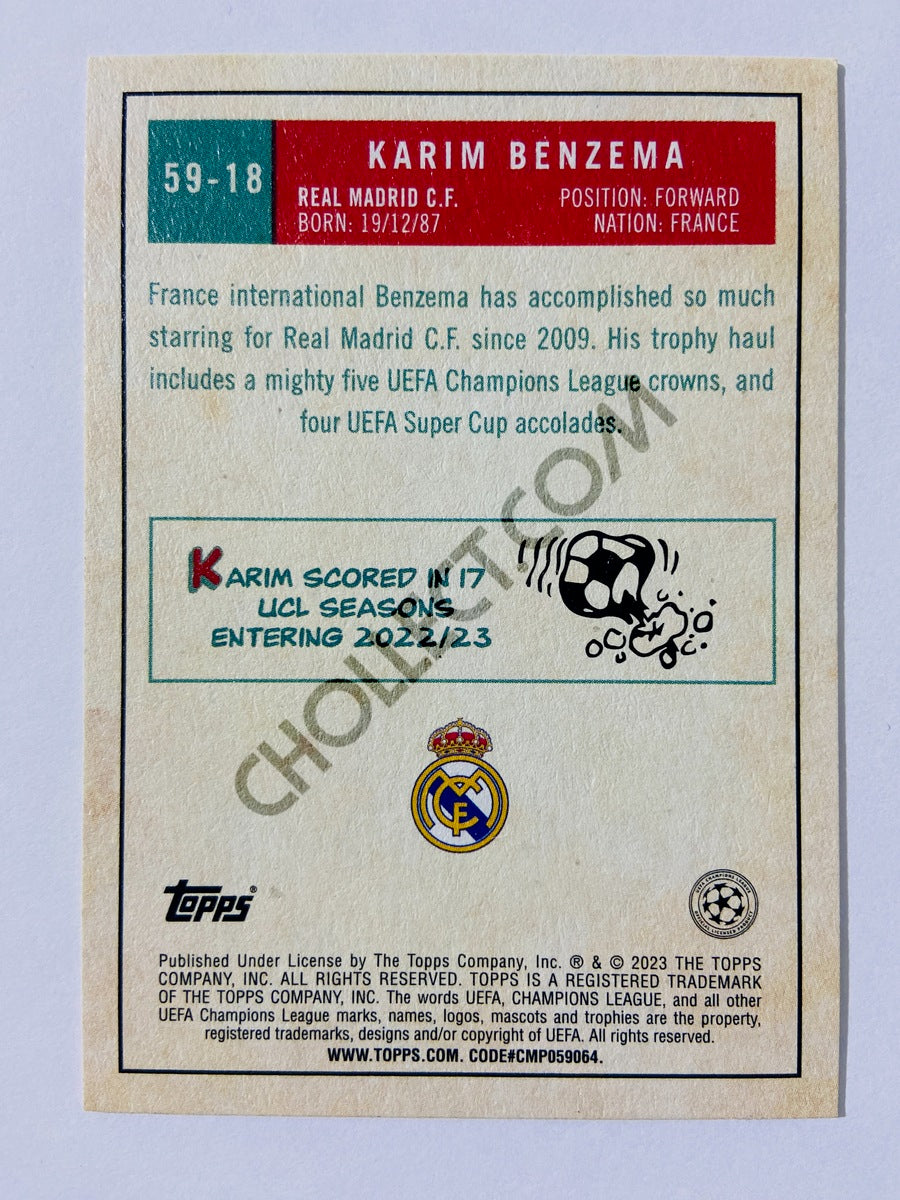 59-18
KARIM BENZEMA
REAL MADRID C.F.
POSITION: FORWARD
BORN: 19/12/87
NATION: FRANCE
France international Benzema has accomplished so much
starring for Real Madrid C.F. since 2009. His trophy haul
includes a mighty five UEFA Champions League crowns, and
four UEFA Super Cup accolades.
KARIM SCORED IN 17
UCL SEASONS
ENTERING 2022/23
CHOLLECT.COM
topps®
UEFA CHAMPIONS LEAGUE
OFFICIAL LICENSED PRODUCT
Published Under License by The Topps Company, Inc. ® & © 2023 THE TOPPS
COMPANY, INC. ALL RIGHTS RESERVED. TOPPS IS A REGISTERED TRADEMARK
OF THE TOPPS COMPANY, INC. The words UEFA, CHAMPIONS LEAGUE, and all other
UEFA Champions League marks, names, logos, mascots and trophies are the property,
registered trademarks, designs and/or copyright of UEFA. All rights reserved.
WWW.TOPPS.COM. CODE#CMP059064.